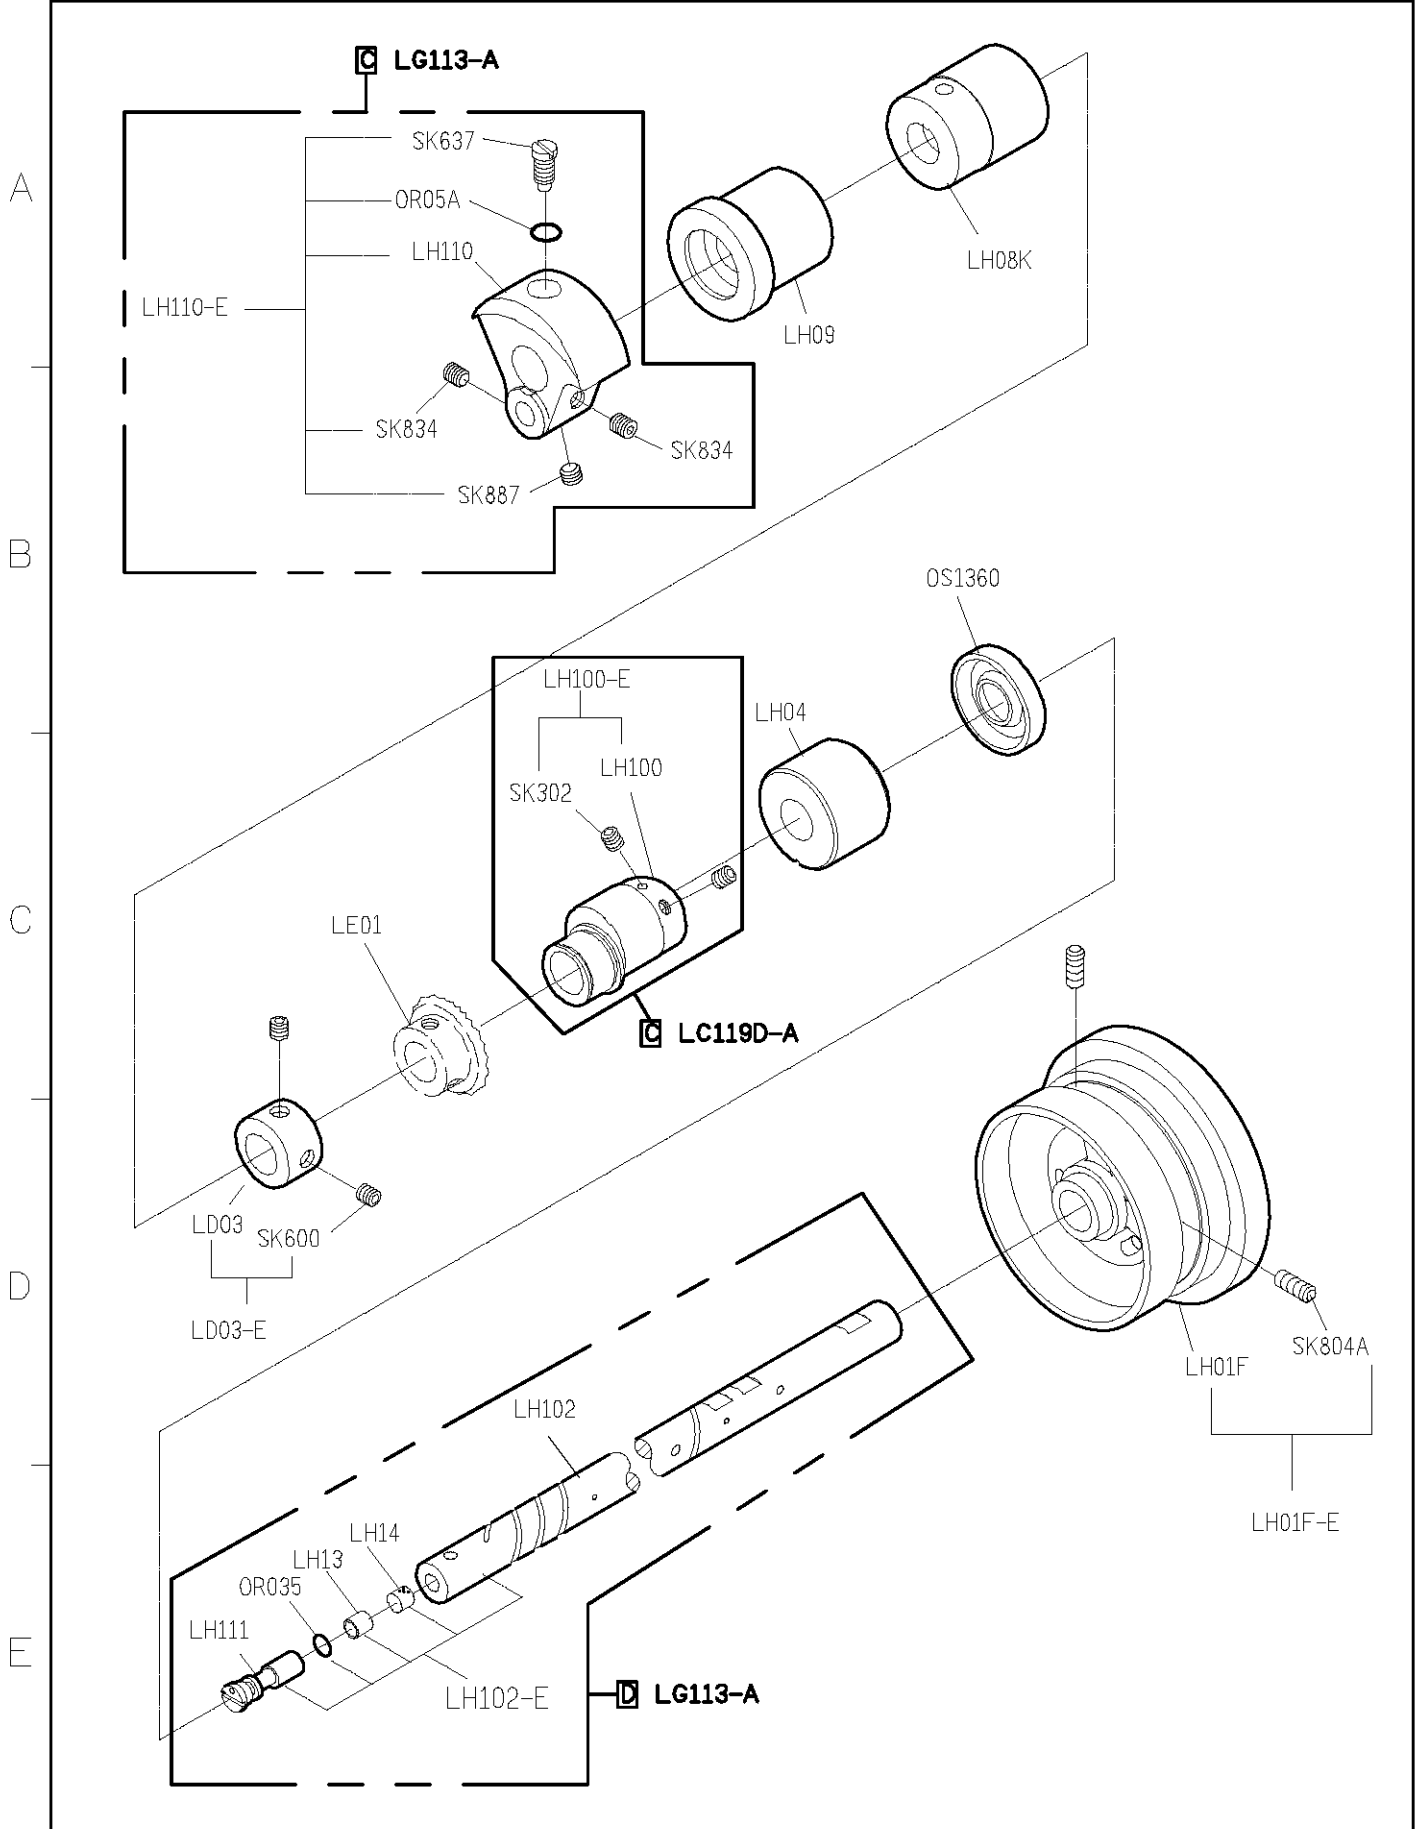 C LG113-A
SK637
A
OR05A
LH110
LH08K
LH110-E
LH09
SK834
SK834
SK887
B
OS1360
LH100-E
LH04
LH100
SK302
C
LE01
C LC119D-A
LD03
SK600
D
LD03-E
SK804A
LH01F
LH102
LH01F-E
LH14
LH13
OR035
LH111
E
LH102-E
D LG113-A